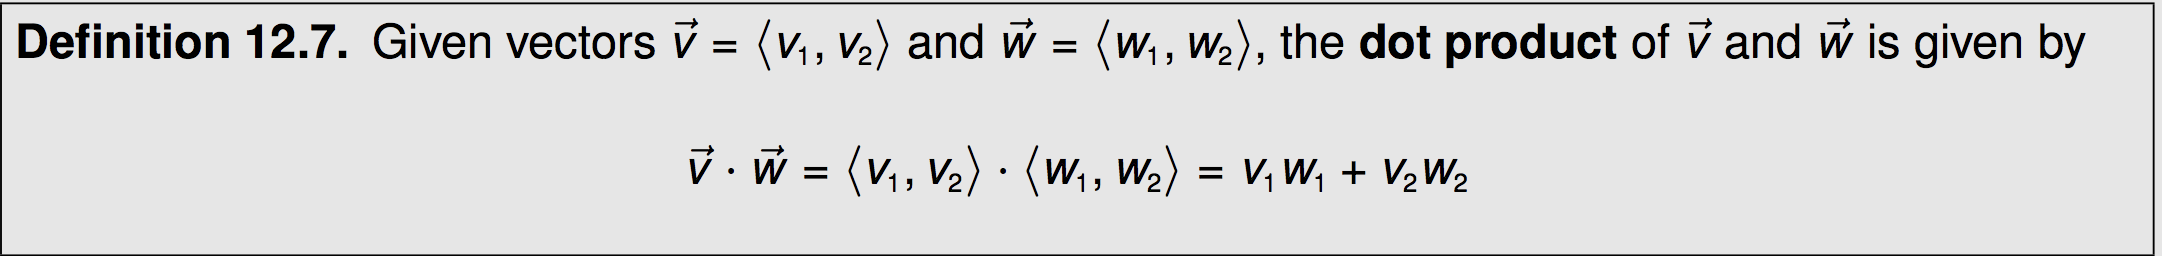 Definition 12.7. Given vectors v⃗ = ⟨v₁, v₂⟩ and w⃗ = ⟨w₁, w₂⟩, the dot product of v⃗ and w⃗ is given by
v⃗ · w⃗ = ⟨v₁, v₂⟩ · ⟨w₁, w₂⟩ = v₁w₁ + v₂w₂